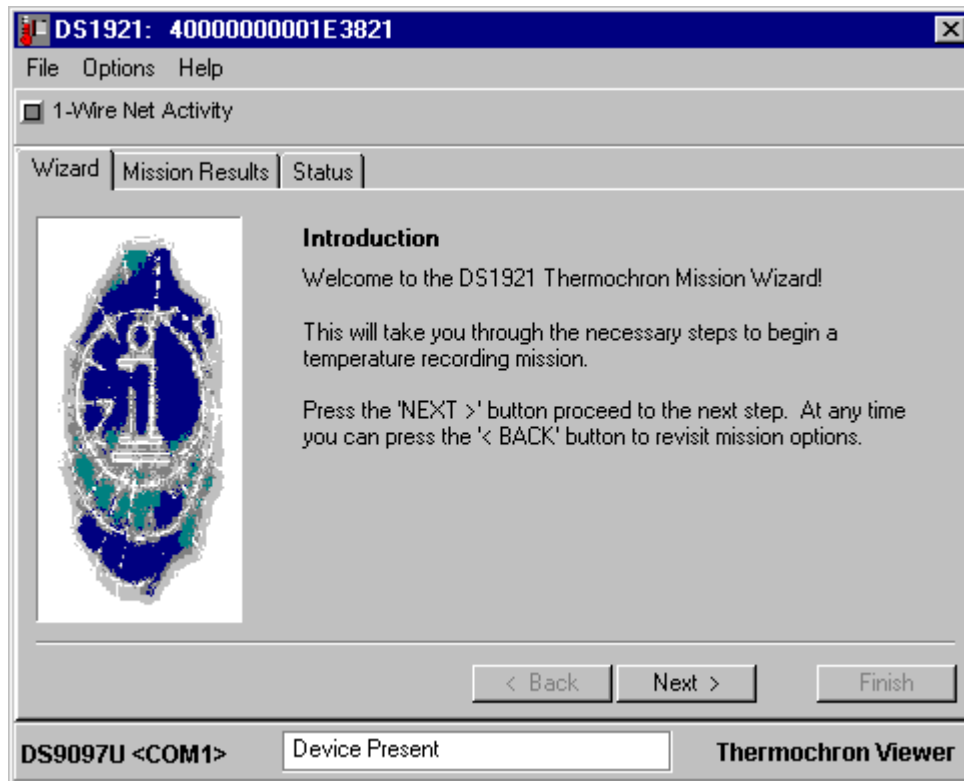 DS1921: 40000000001E3821
File Options Help
1-Wire Net Activity
Wizard Mission Results Status
Introduction
Welcome to the DS1921 Thermochron Mission Wizard!
This will take you through the necessary steps to begin a
temperature recording mission.
Press the 'NEXT >' button proceed to the next step. At any time
you can press the '< BACK' button to revisit mission options.
< Back Next > Finish
DS9097U <COM1> Device Present Thermochron Viewer